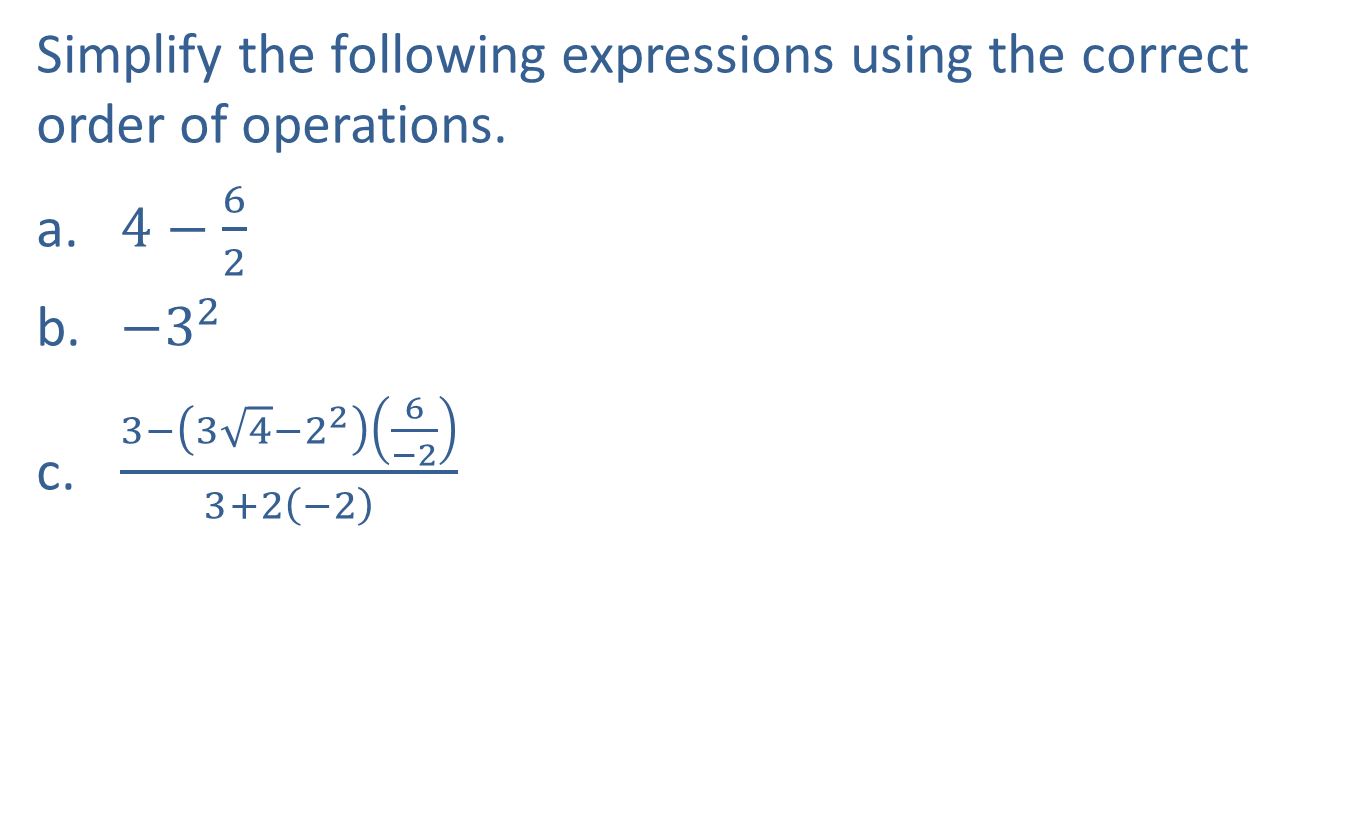 Simplify the following expressions using the correct
order of operations.
a. 4 − 6/2
b. −3²
c. (3−(3√4−2²)(6/−2))/(3+2(−2))